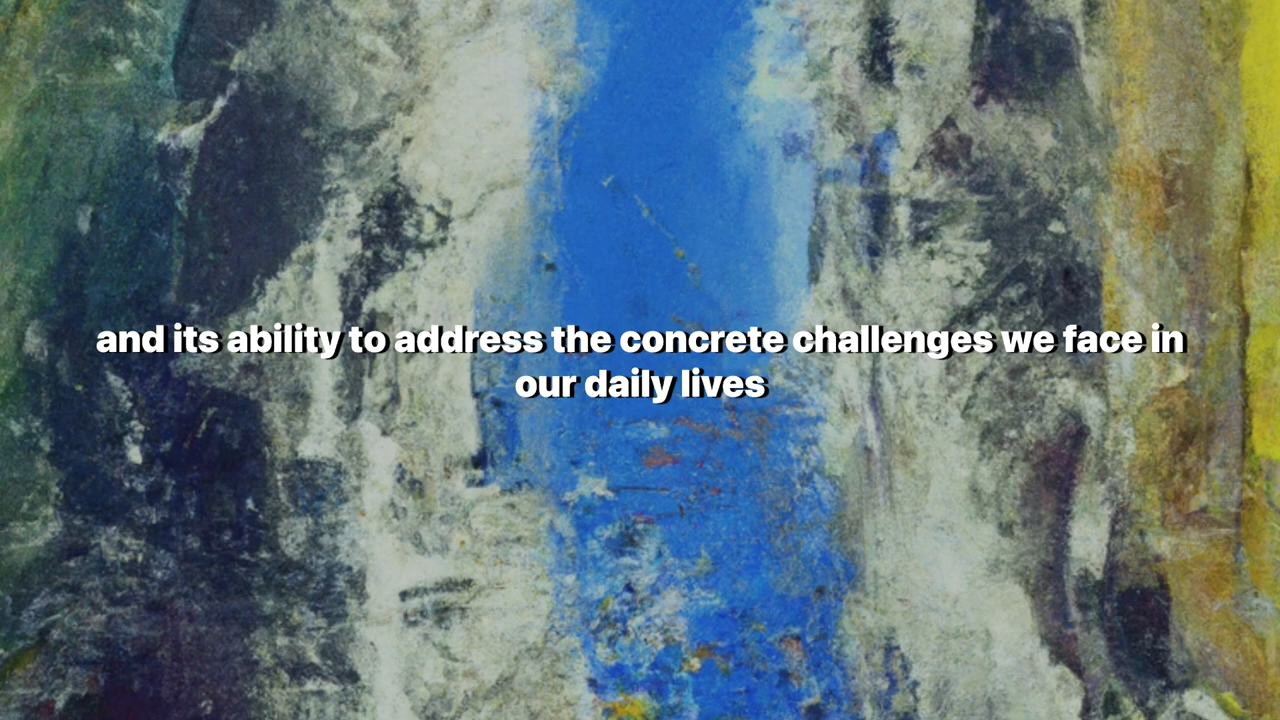 and its ability to address the concrete challenges we face in
our daily lives